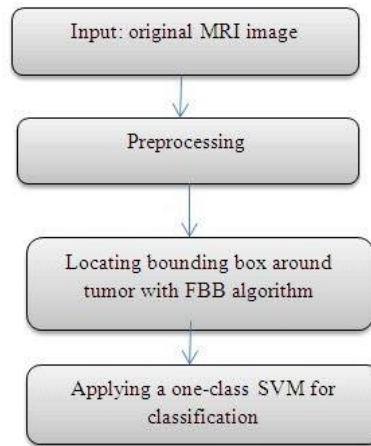 Input: original MRI image
Preprocessing
Locating bounding box around
tumor with FBB algorithm
Applying a one-class SVM for
classification